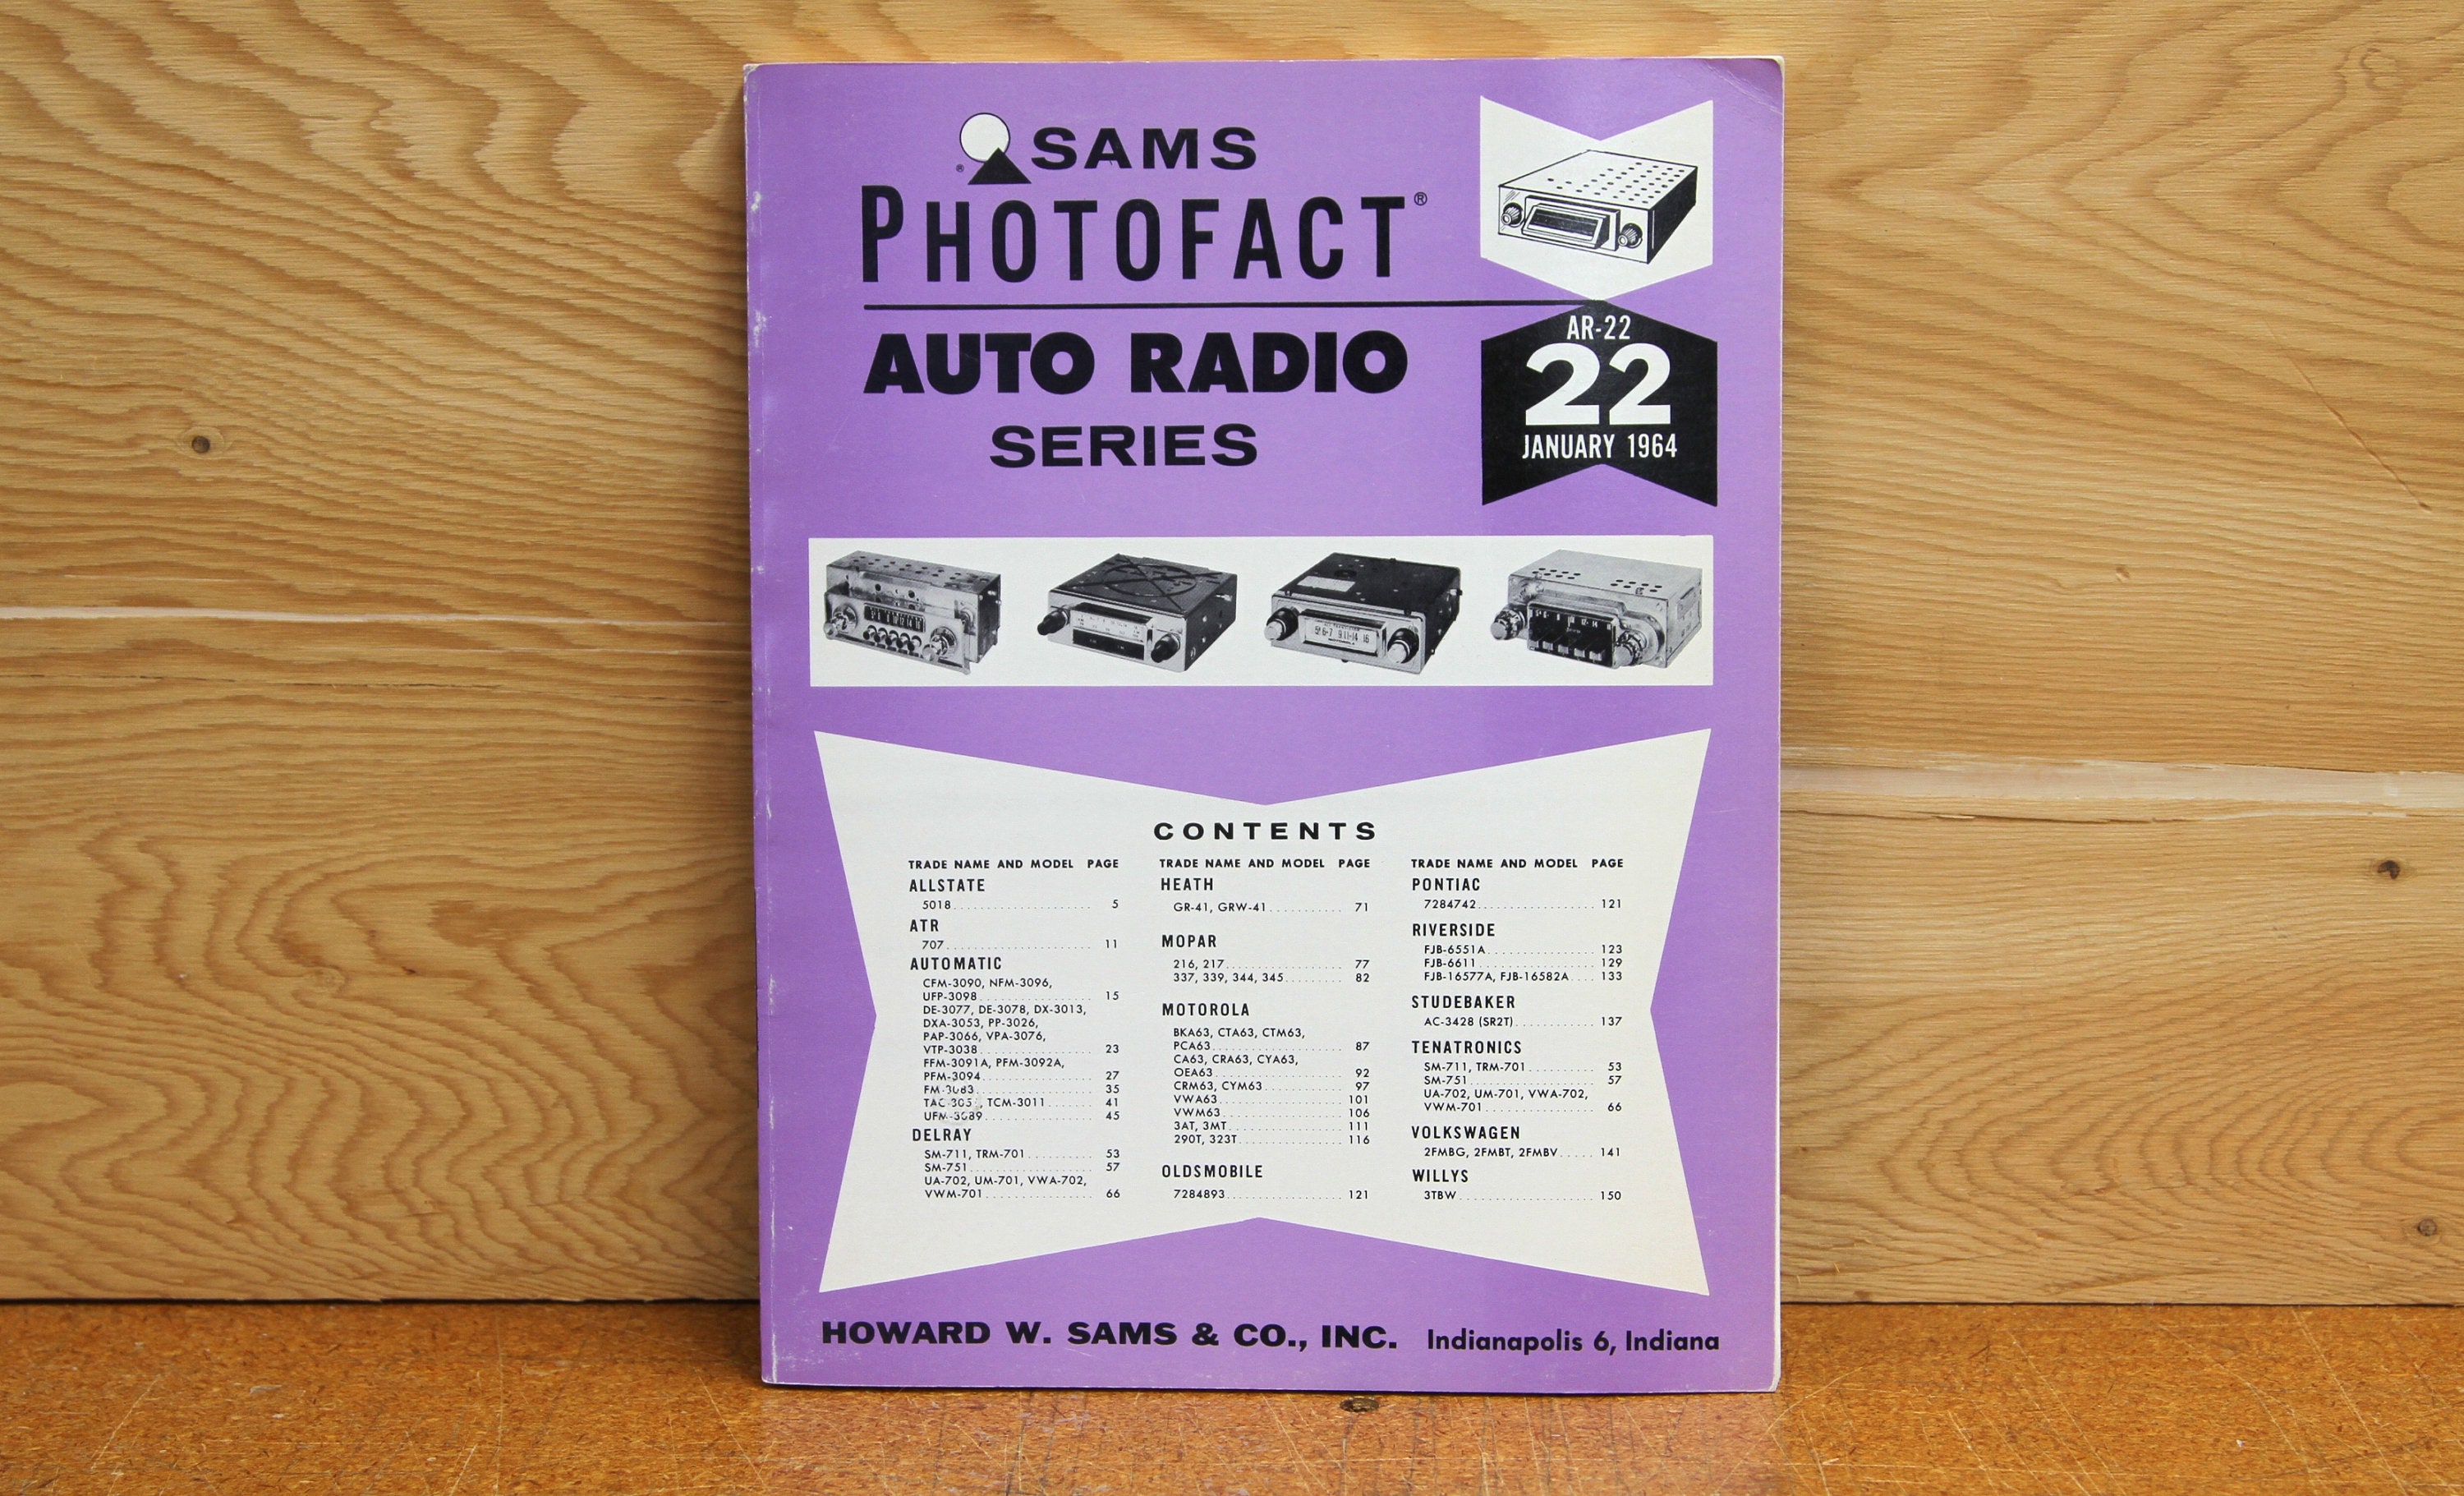 SAMS
PHOTOFACT®
AUTO RADIO
SERIES
AR-22
22
JANUARY 1964
CONTENTS
TRADE NAME AND MODEL PAGE
ALLSTATE
5018 5
ATR
707 11
AUTOMATIC
CFM-3090, NFM-3096,
UFP-3098 15
DE-3077, DE-3078, DX-3013,
DXA-3053, PP-3026,
PAP-3066, VPA-3076,
VTP-3038 23
FFM-3091A, PFM-3092A,
PFM-3094 27
FM-3083 35
TCM-3011 41
UFM-3089 45
DELRAY
SM-711, TRM-701 53
SM-751 57
UA-702, UM-701, VWA-702,
VWM-701 66
TRADE NAME AND MODEL PAGE
HEATH
GR-41, GRW-41 71
MOPAR
216, 217 77
337, 339, 344, 345 82
MOTOROLA
BKA63, CTA63, CTM63,
PCA63 87
CA63, CRA63, CYA63,
OEA63 92
CRM63, CYM63 97
VWA63 101
VWM63 106
3AT, 3MT 111
290T, 323T 116
OLDSMOBILE
7284893 121
TRADE NAME AND MODEL PAGE
PONTIAC
7284742 121
RIVERSIDE
FJB-6551A 123
FJB-6611 129
FJB-16577A, FJB-16582A 133
STUDEBAKER
AC-3428 (SR2T) 137
TENATRONICS
SM-711, TRM-701 53
SM-751 57
UA-702, UM-701, VWA-702,
VWM-701 66
VOLKSWAGEN
2FMBG, 2FMBT, 2FMBV 141
WILLYS
3TBW 150
HOWARD W. SAMS & CO., INC. Indianapolis 6, Indiana